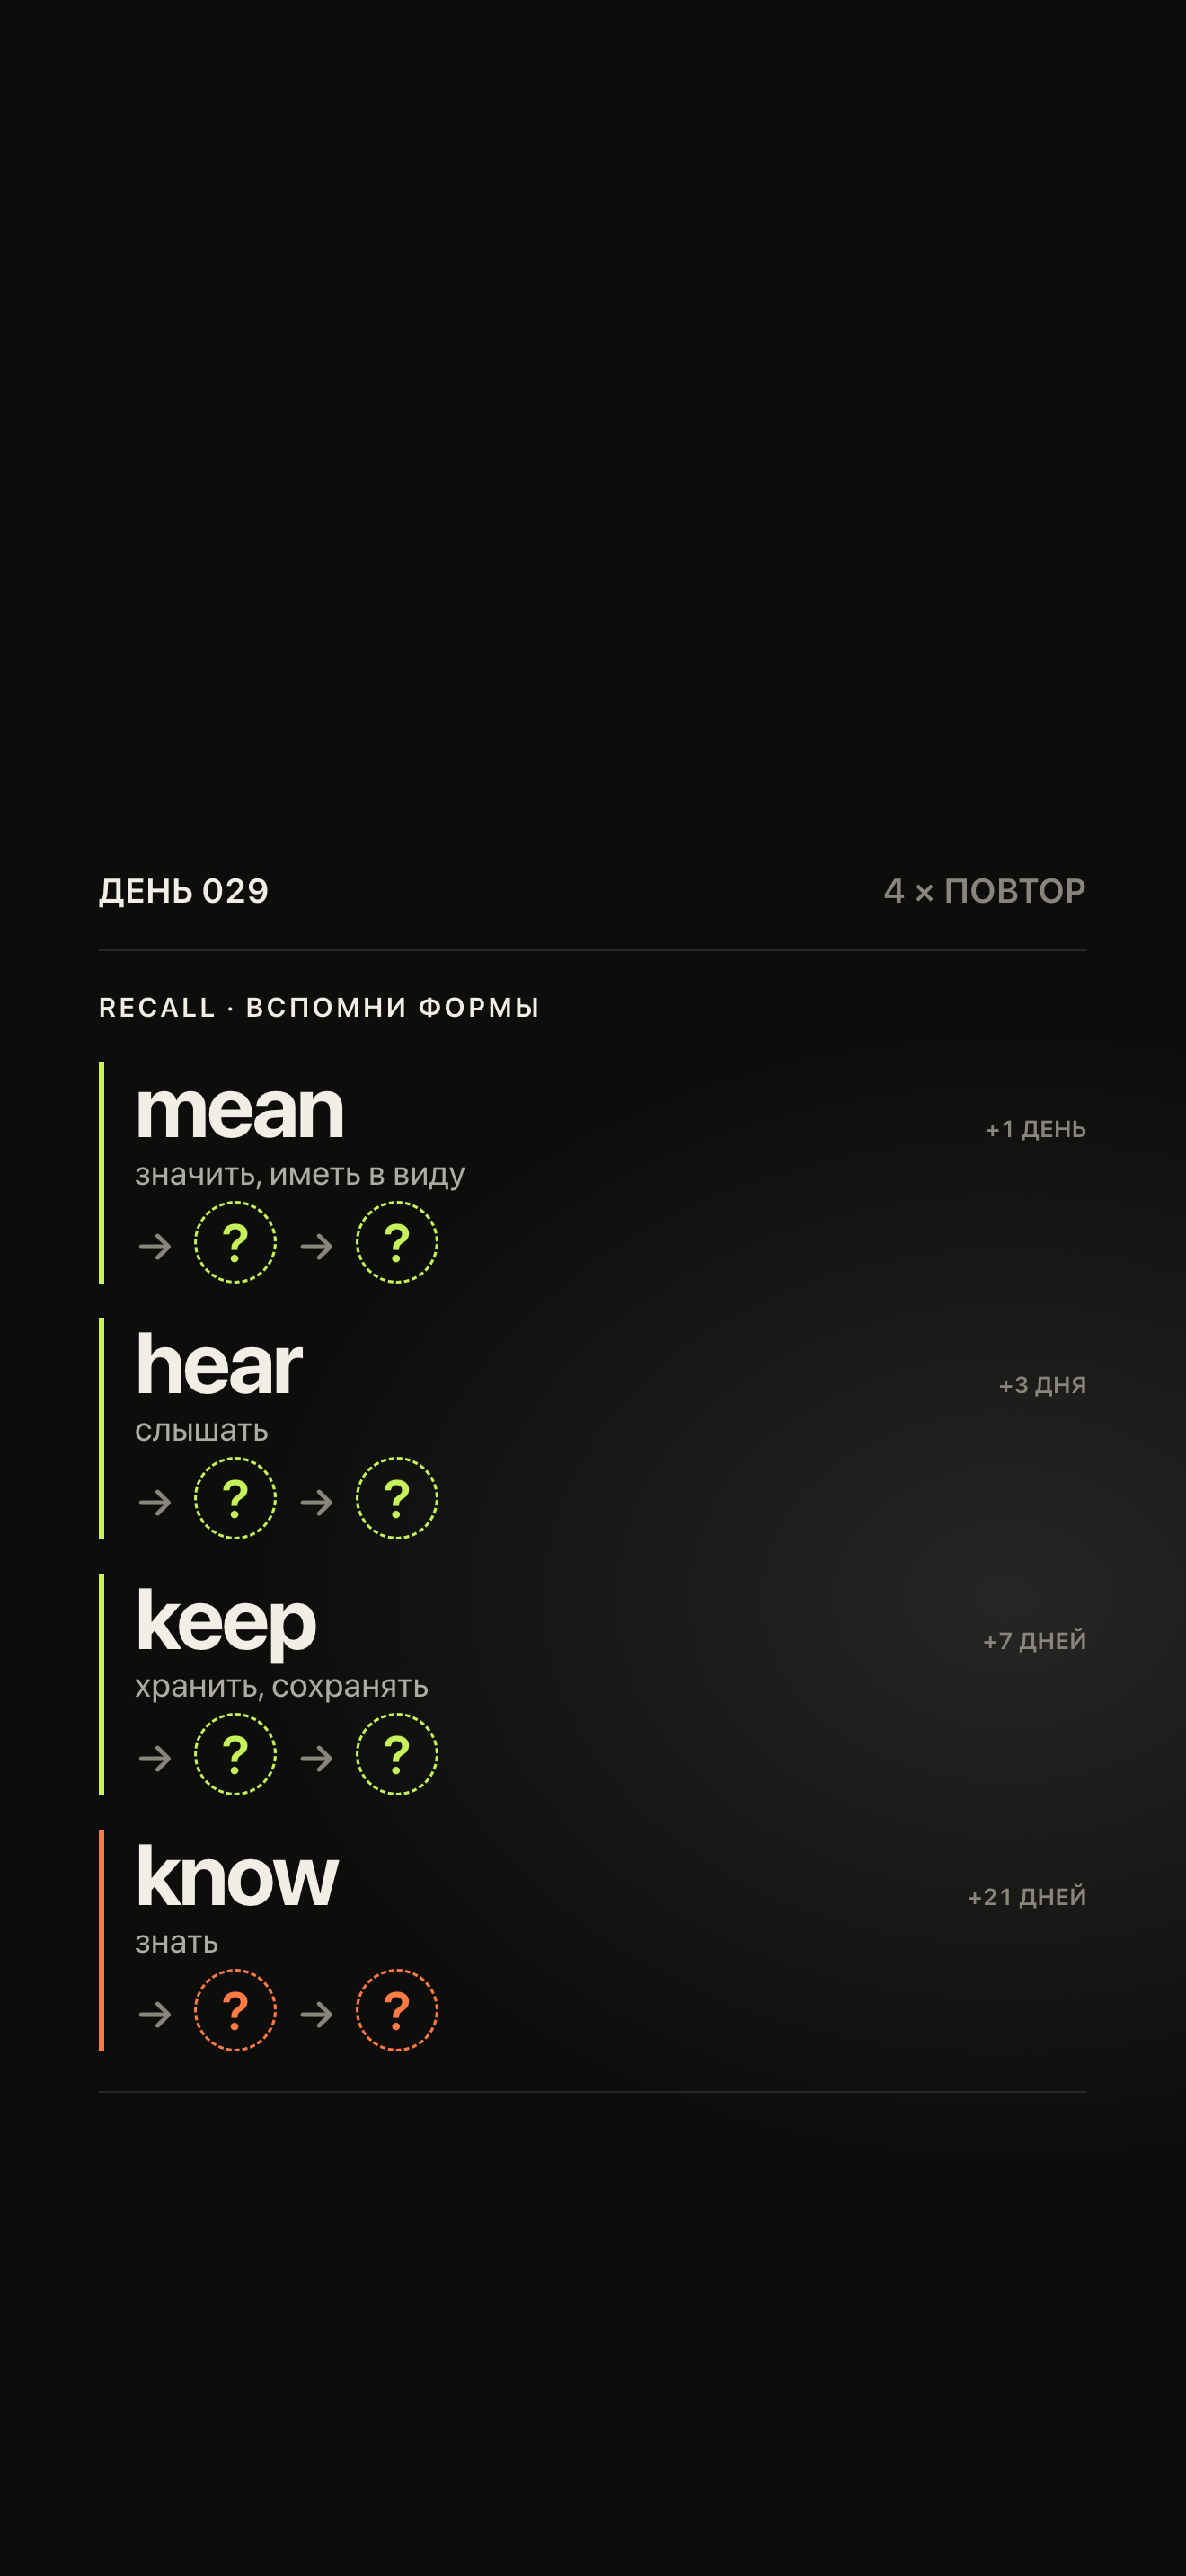 ДЕНЬ 029 4 × ПОВТОР
RECALL · ВСПОМНИ ФОРМЫ
mean +1 ДЕНЬ
значить, иметь в виду
→ ? → ?
hear +3 ДНЯ
слышать
→ ? → ?
keep +7 ДНЕЙ
хранить, сохранять
→ ? → ?
know +21 ДНЕЙ
знать
→ ? → ?